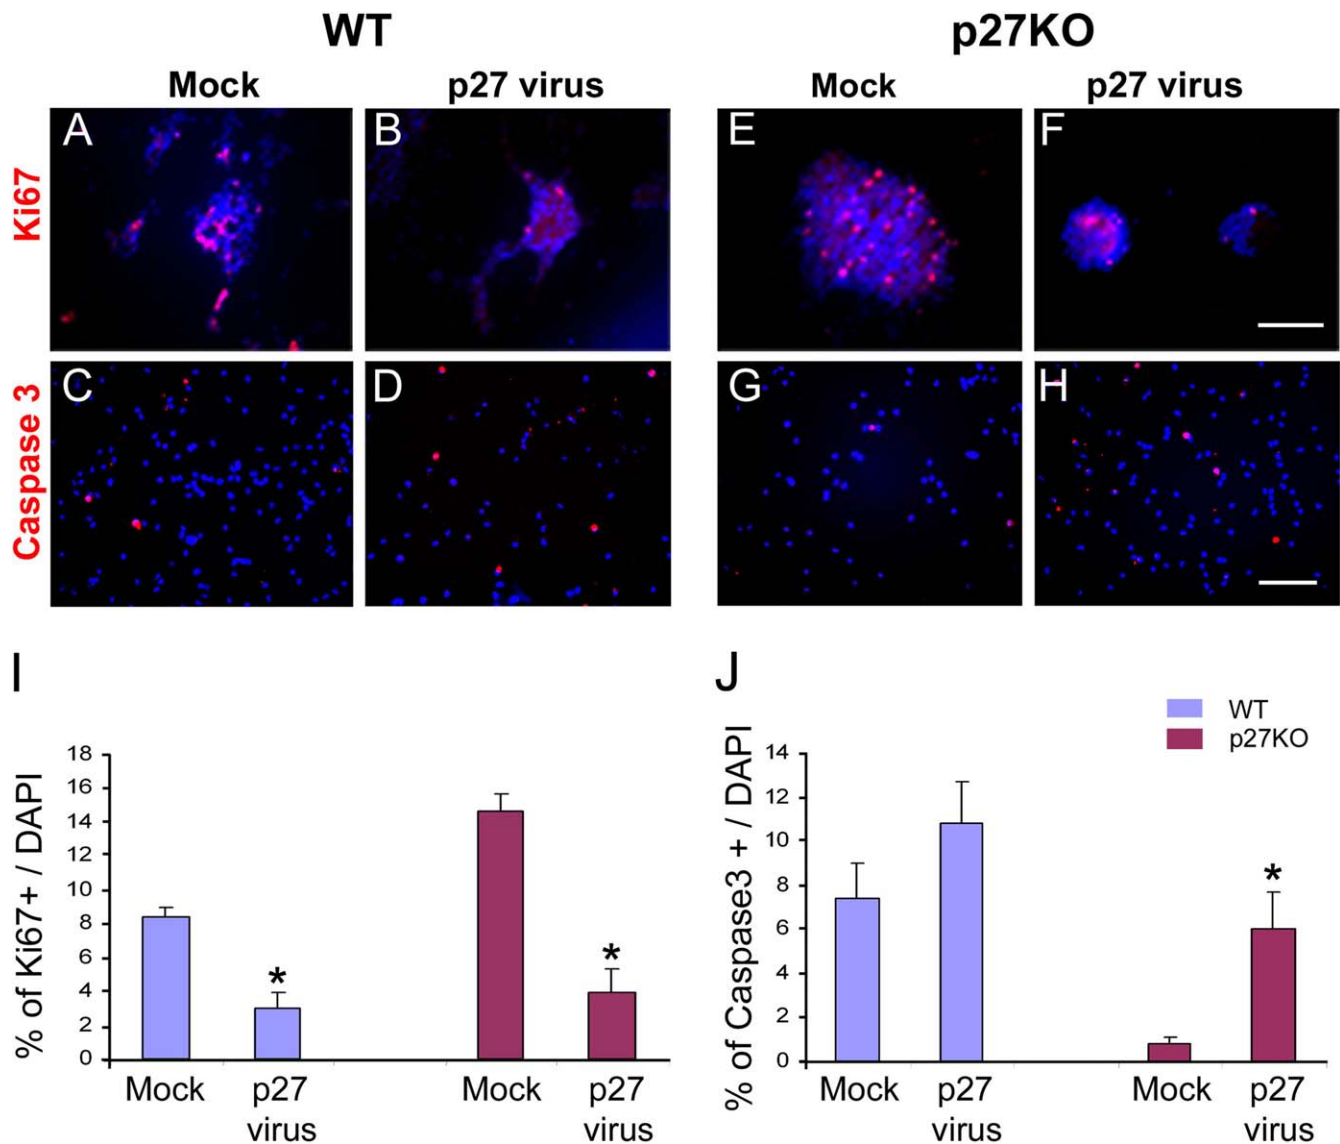 WT
p27KO
Mock
p27 virus
Mock
p27 virus
Ki67
A
B
E
F
Caspase 3
C
D
G
H
I
% of Ki67+ / DAPI
18
16
14
12
10
8
6
4
2
0
*
*
Mock
p27
virus
Mock
p27
virus
J
WT
p27KO
% of Caspase3 + / DAPI
14
12
10
8
6
4
2
0
*
Mock
p27
virus
Mock
p27
virus